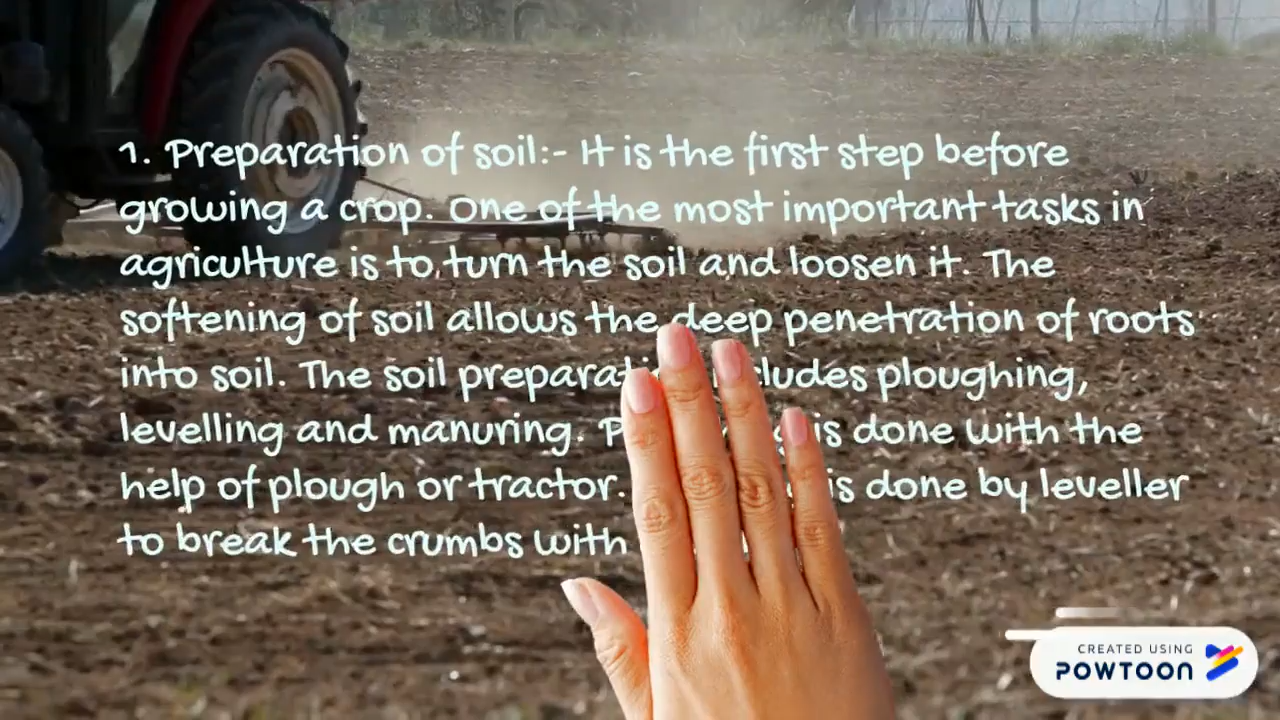 1. Preparation of soil:- It is the first step before
growing a crop. One of the most important tasks in
agriculture is to turn the soil and loosen it. The
softening of soil allows the deep penetration of roots
into soil. The soil ploughing,
levelling and manuring. is done with the
help of plough or tractor. is done by leveller
to break the crumbs with
CREATED USING
POWTOON